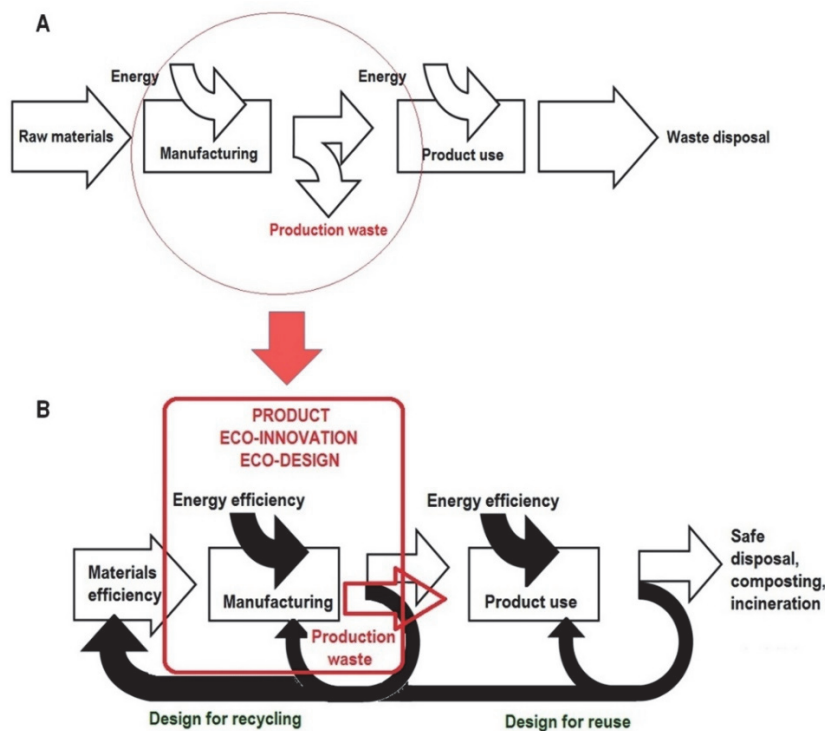 A
Energy
Energy
Raw materials
Manufacturing
Product use
Waste disposal
Production waste
B
PRODUCT
ECO-INNOVATION
ECO-DESIGN
Energy efficiency
Energy efficiency
Materials
efficiency
Manufacturing
Product use
Safe
disposal,
composting,
incineration
Production
waste
Design for recycling
Design for reuse